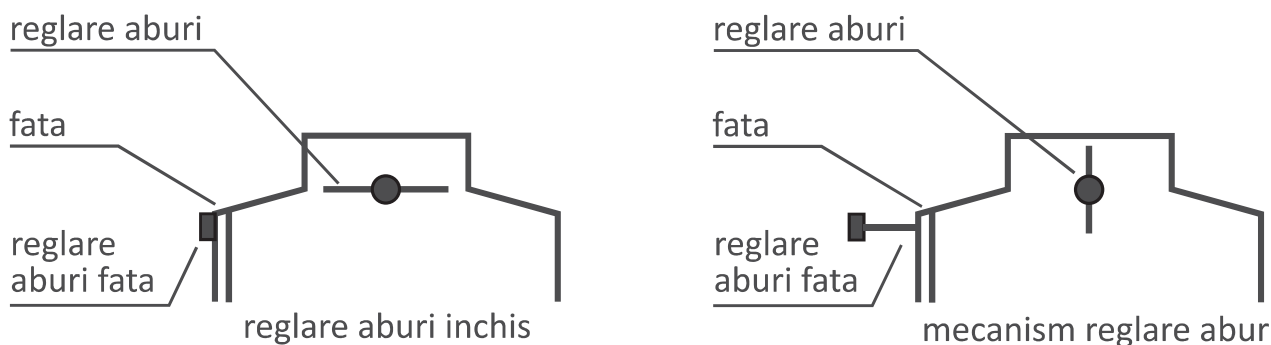 reglare aburi
fata
reglare
aburi fata
reglare aburi inchis
reglare aburi
fata
reglare
aburi fata
mecanism reglare abur